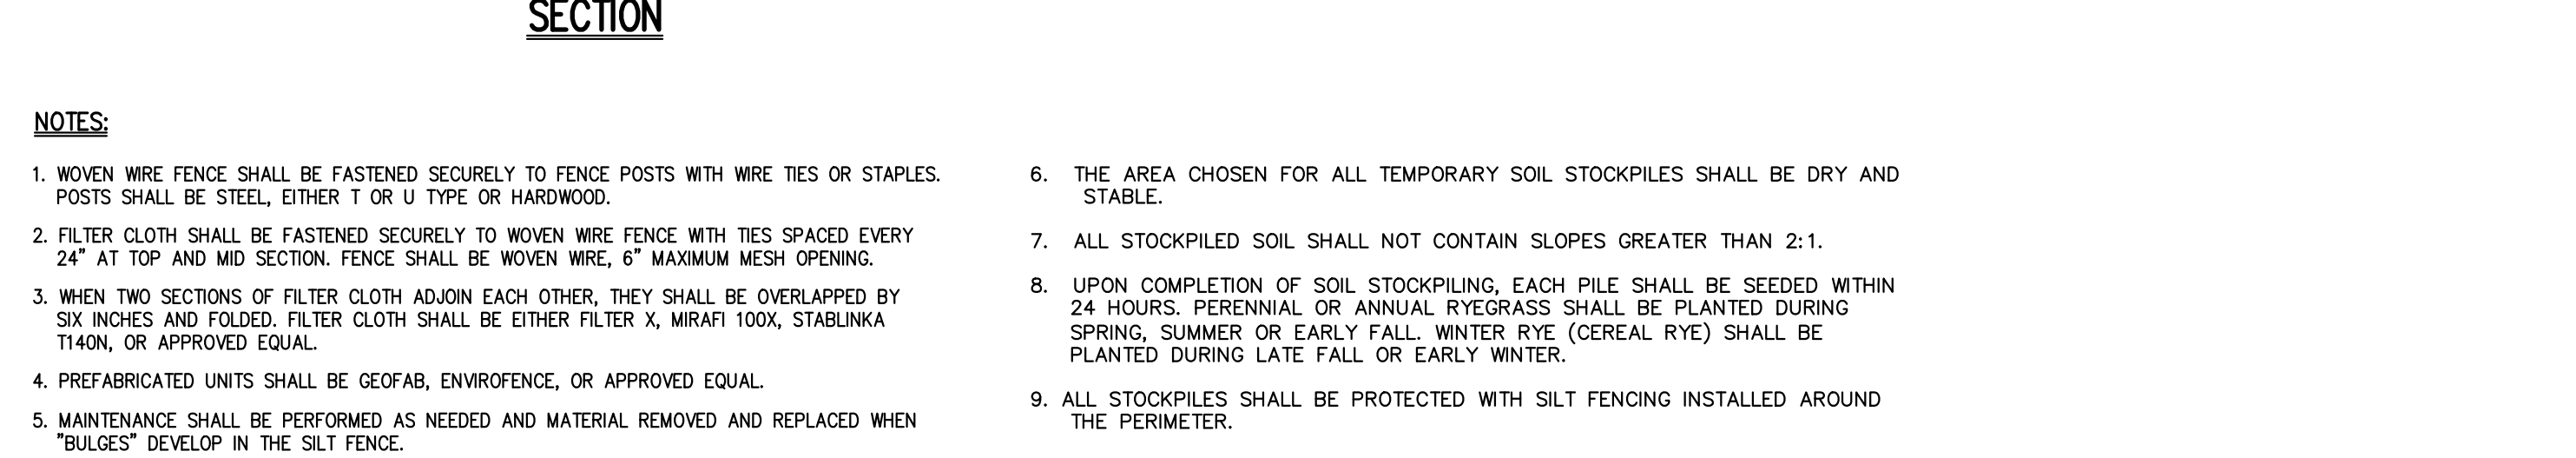 SECTION
NOTES:
1. WOVEN WIRE FENCE SHALL BE FASTENED SECURELY TO FENCE POSTS WITH WIRE TIES OR STAPLES.
POSTS SHALL BE STEEL, EITHER T OR U TYPE OR HARDWOOD.
2. FILTER CLOTH SHALL BE FASTENED SECURELY TO WOVEN WIRE FENCE WITH TIES SPACED EVERY
24" AT TOP AND MID SECTION. FENCE SHALL BE WOVEN WIRE, 6" MAXIMUM MESH OPENING.
3. WHEN TWO SECTIONS OF FILTER CLOTH ADJOIN EACH OTHER, THEY SHALL BE OVERLAPPED BY
SIX INCHES AND FOLDED. FILTER CLOTH SHALL BE EITHER FILTER X, MIRAFI 100X, STABLINKA
T140N, OR APPROVED EQUAL.
4. PREFABRICATED UNITS SHALL BE GEOFAB, ENVIROFENCE, OR APPROVED EQUAL.
5. MAINTENANCE SHALL BE PERFORMED AS NEEDED AND MATERIAL REMOVED AND REPLACED WHEN
"BULGES" DEVELOP IN THE SILT FENCE.
6. THE AREA CHOSEN FOR ALL TEMPORARY SOIL STOCKPILES SHALL BE DRY AND
STABLE.
7. ALL STOCKPILED SOIL SHALL NOT CONTAIN SLOPES GREATER THAN 2:1.
8. UPON COMPLETION OF SOIL STOCKPILING, EACH PILE SHALL BE SEEDED WITHIN
24 HOURS. PERENNIAL OR ANNUAL RYEGRASS SHALL BE PLANTED DURING
SPRING, SUMMER OR EARLY FALL. WINTER RYE (CEREAL RYE) SHALL BE
PLANTED DURING LATE FALL OR EARLY WINTER.
9. ALL STOCKPILES SHALL BE PROTECTED WITH SILT FENCING INSTALLED AROUND
THE PERIMETER.